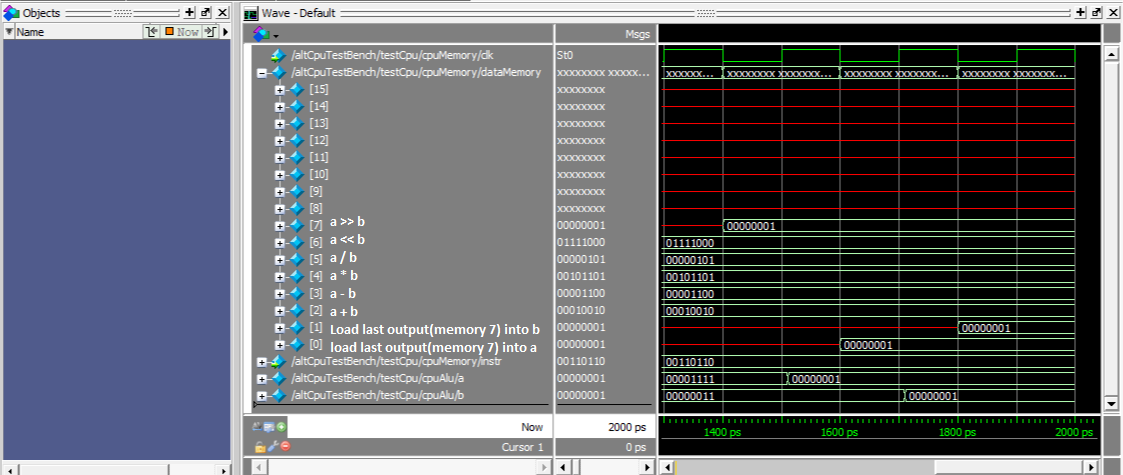 Objects
Wave - Default
Name
Now
Msgs
/altCpuTestBench/testCpu/cpuMemory/clk St0
/altCpuTestBench/testCpu/cpuMemory/dataMemory xxxxxxxx xxxxx... xxxxxx... xxxxxxxx xxxxxxx... xxxxxxxx xxxxxxx... xxxxxxxx xxxxxxx...
[15] xxxxxxxx
[14] xxxxxxxx
[13] xxxxxxxx
[12] xxxxxxxx
[11] xxxxxxxx
[10] xxxxxxxx
[9] xxxxxxxx
[8] xxxxxxxx
[7] a >> b 00000001 00000001
[6] a << b 01111000 01111000
[5] a / b 00000101 00000101
[4] a * b 00101101 00101101
[3] a - b 00001100 00001100
[2] a + b 00010010 00010010
[1] Load last output(memory 7) into b 00000001 00000001
[0] load last output(memory 7) into a 00000001 00000001
/altCpuTestBench/testCpu/cpuMemory/instr 00110110 00110110
/altCpuTestBench/testCpu/cpuAlu/a 00000001 00001111 00000001
/altCpuTestBench/testCpu/cpuAlu/b 00000001 00000011 00000001
Now 2000 ps 1400 ps 1600 ps 1800 ps 2000 ps
Cursor 1 0 ps